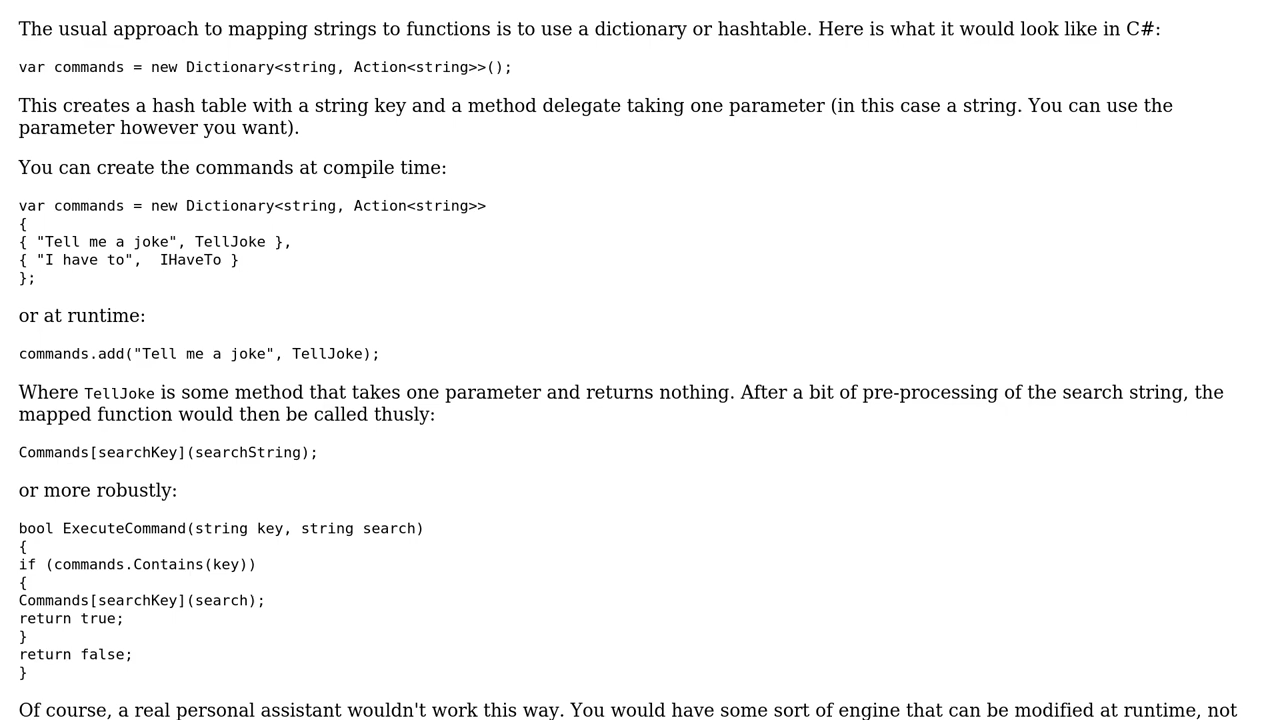 The usual approach to mapping strings to functions is to use a dictionary or hashtable. Here is what it would look like in C#:
var commands = new Dictionary<string, Action<string>>();
This creates a hash table with a string key and a method delegate taking one parameter (in this case a string. You can use the
parameter however you want).
You can create the commands at compile time:
var commands = new Dictionary<string, Action<string>>
{
{ "Tell me a joke", TellJoke },
{ "I have to",  IHaveTo }
};
or at runtime:
commands.add("Tell me a joke", TellJoke);
Where TellJoke is some method that takes one parameter and returns nothing. After a bit of pre-processing of the search string, the
mapped function would then be called thusly:
Commands[searchKey](searchString);
or more robustly:
bool ExecuteCommand(string key, string search)
{
if (commands.Contains(key))
{
Commands[searchKey](search);
return true;
}
return false;
}
Of course, a real personal assistant wouldn't work this way. You would have some sort of engine that can be modified at runtime, not